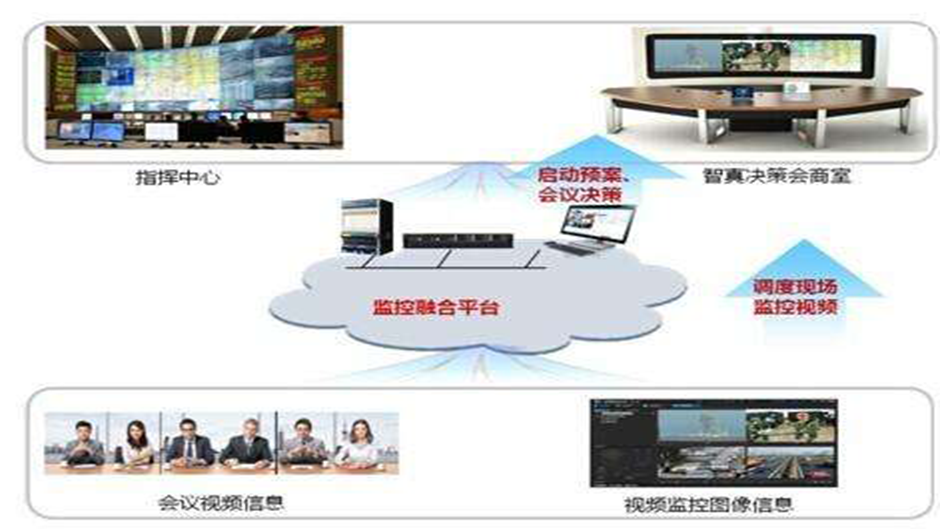 指挥中心
启动预案、
会议决策
智真决策会商室
监控融合平台
调度现场
监控视频
会议视频信息
视频监控图像信息